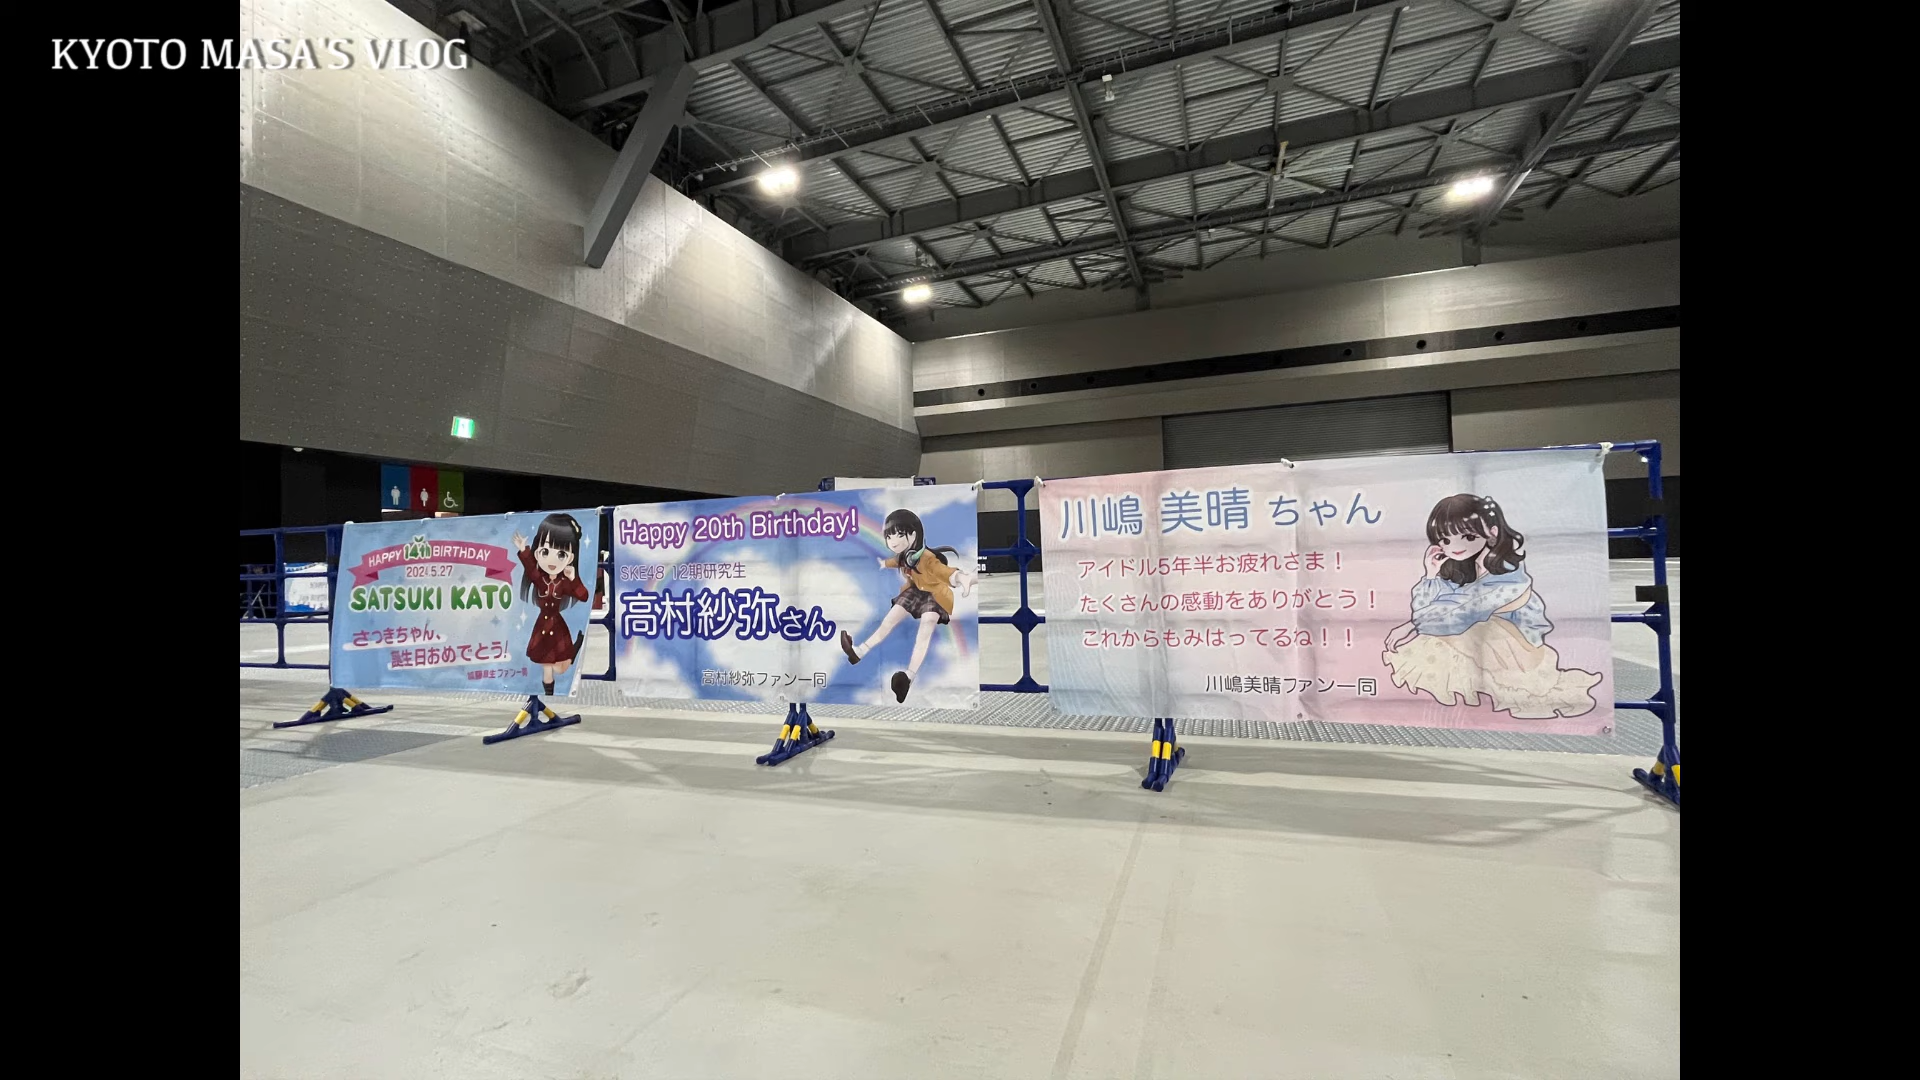 KYOTO MASA'S VLOG
HAPPY 14th BIRTHDAY
2024.5.27
SATSUKI KATO
さつきちゃん、
誕生日おめでとう!
Happy 20th Birthday!
SKE48 12期研究生
高村紗弥さん
高村紗弥ファン一同
川嶋 美晴 ちゃん
アイドル5年半お疲れさま！
たくさんの感動をありがとう！
これからもみはってるね！！
川嶋美晴ファン一同